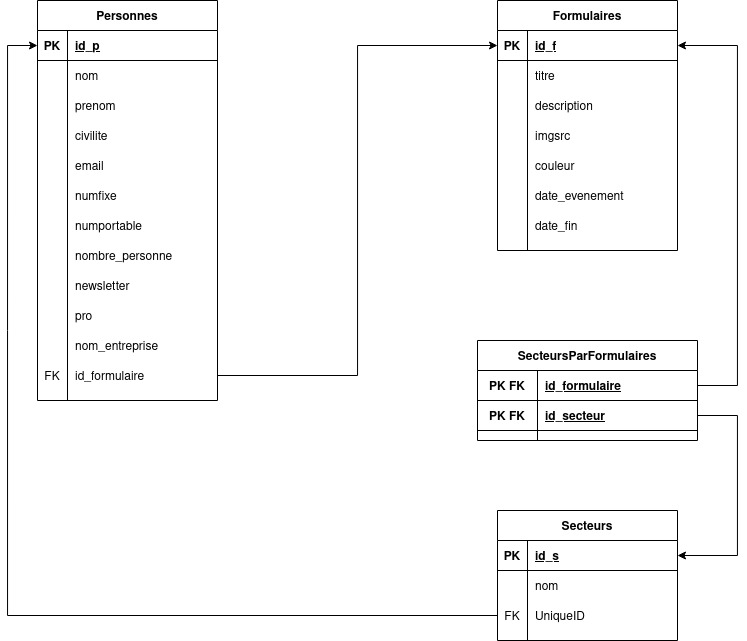 Personnes
PK id_p
nom
prenom
civilite
email
numfixe
numportable
nombre_personne
newsletter
pro
nom_entreprise
FK id_formulaire
Formulaires
PK id_f
titre
description
imgsrc
couleur
date_evenement
date_fin
SecteursParFormulaires
PK FK id_formulaire
PK FK id_secteur
Secteurs
PK id_s
nom
FK UniqueID